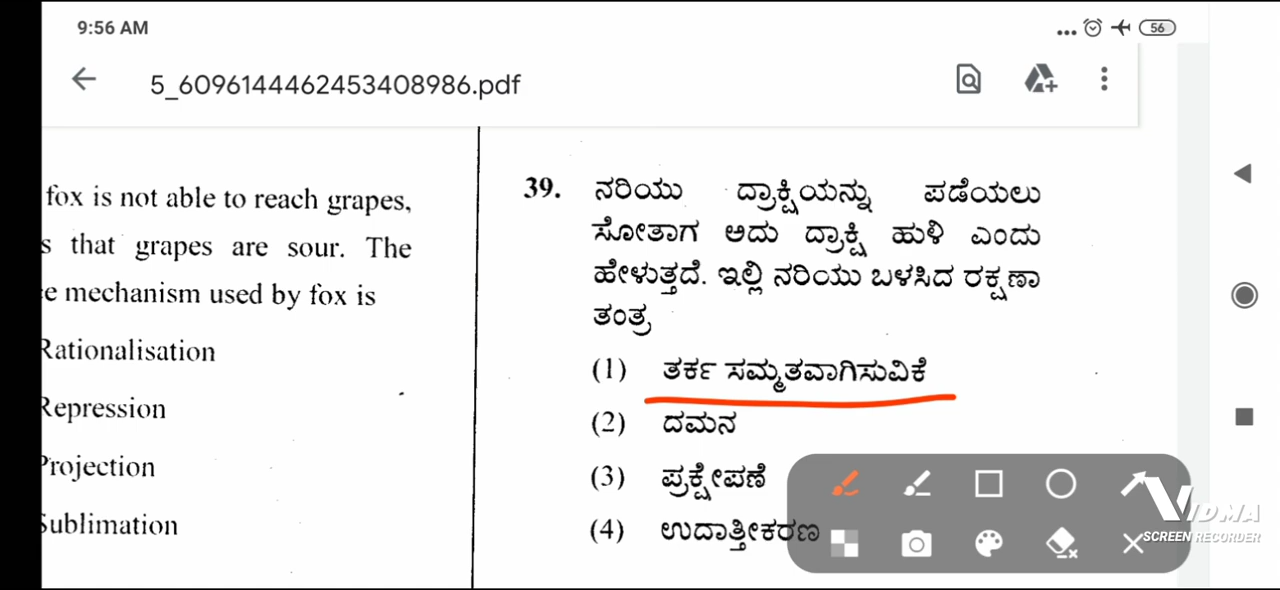 9:56 AM
56
5_6096144462453408986.pdf
fox is not able to reach grapes,
s that grapes are sour. The
e mechanism used by fox is
Rationalisation
Repression
Projection
Sublimation
39. ನರಿಯು ದ್ರಾಕ್ಷಿಯನ್ನು ಪಡೆಯಲು
ಸೋತಾಗ ಅದು ದ್ರಾಕ್ಷಿ ಹುಳಿ ಎಂದು
ಹೇಳುತ್ತದೆ. ಇಲ್ಲಿ ನರಿಯು ಬಳಸಿದ ರಕ್ಷಣಾ
ತಂತ್ರ
(1) ತರ್ಕ ಸಮ್ಮತವಾಗಿಸುವಿಕೆ
(2) ದಮನ
(3) ಪ್ರಕ್ಷೇಪಣೆ
(4) ಉದಾತ್ತೀಕರಣ
VIDMA
SCREEN RECORDER